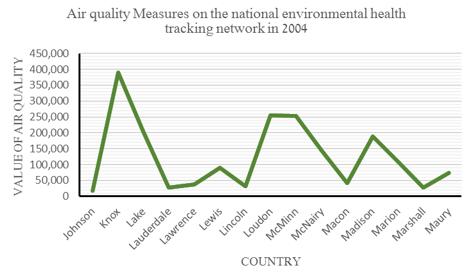 Air quality Measures on the national environmental health
tracking network in 2004
VALUE OF AIR QUALITY
450,000
400,000
350,000
300,000
250,000
200,000
150,000
100,000
50,000
0
Johnson
Knox
Lake
Lauderdale
Lawrence
Lewis
Lincoln
Loudon
McMinn
McNairy
Macon
Madison
Marion
Marshall
Maury
COUNTRY